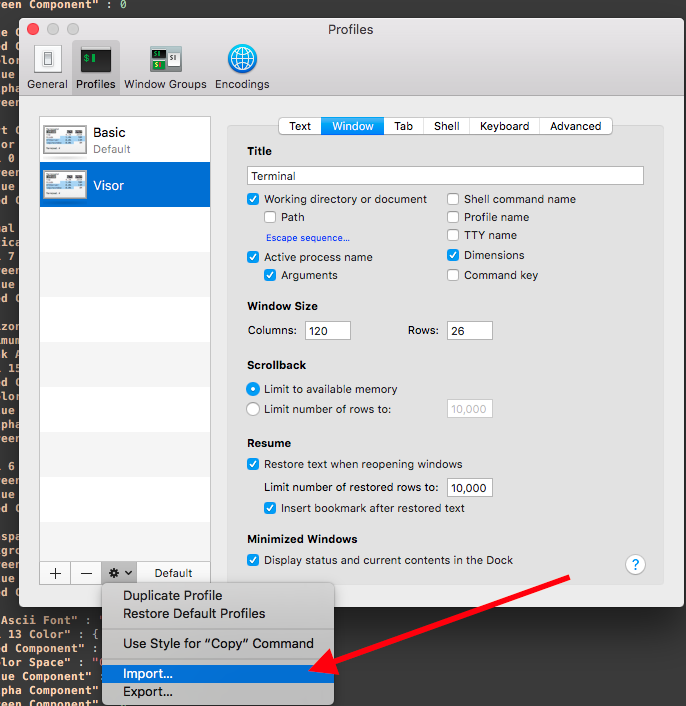 een Component" : 0
Profiles
General Profiles Window Groups Encodings
Basic
Default
Visor
Text Window Tab Shell Keyboard Advanced
Title
Terminal
Working directory or document Shell command name
Path Profile name
Escape sequence... TTY name
Active process name Dimensions
Arguments Command key
Window Size
Columns: 120 Rows: 26
Scrollback
Limit to available memory
Limit number of rows to: 10,000
Resume
Restore text when reopening windows
Limit number of restored rows to: 10,000
Insert bookmark after restored text
Minimized Windows
Display status and current contents in the Dock
+ − Default ?
Duplicate Profile
Restore Default Profiles
Use Style for “Copy” Command
Import...
Export...
Ascii Font" :
13 Color" : {
d Component" :
lor Space" :
ue Component" :
pha Component"
een Component"